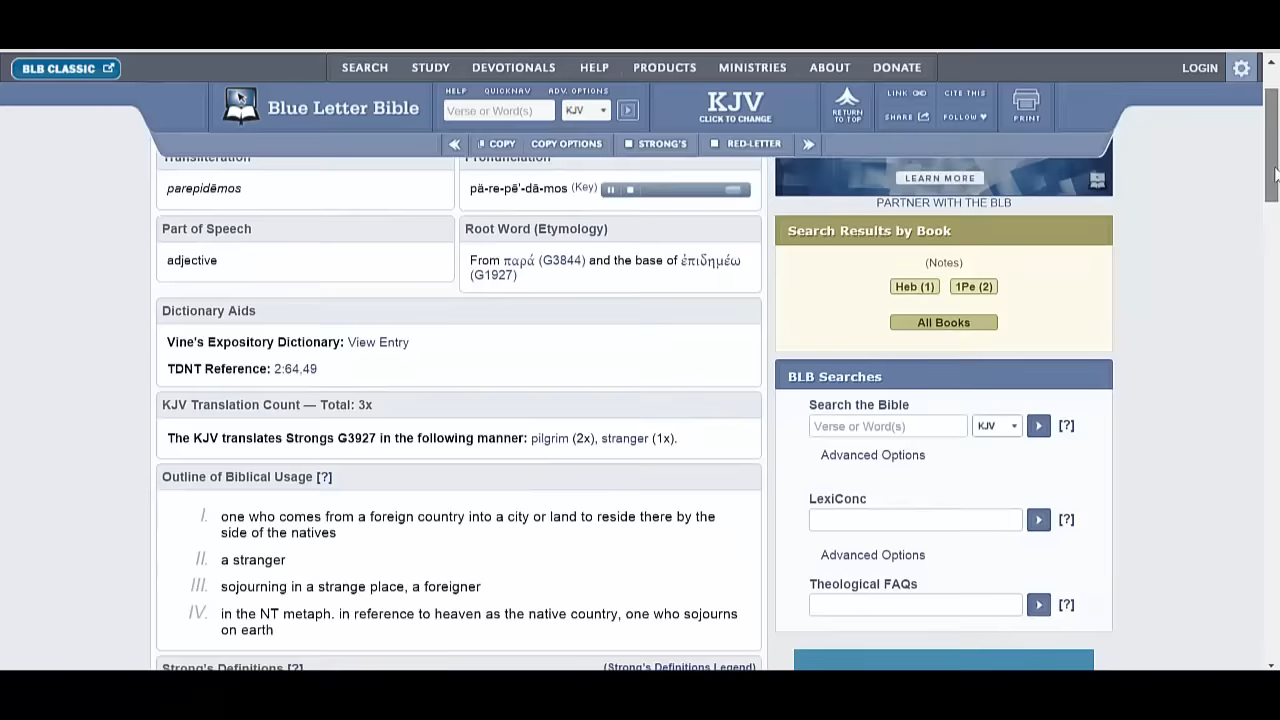 BLB CLASSIC
SEARCH STUDY DEVOTIONALS HELP PRODUCTS MINISTRIES ABOUT DONATE
LOGIN
Blue Letter Bible
HELP QUICKNAV ADV. OPTIONS
Verse or Word(s) KJV
KJV
CLICK TO CHANGE
RETURN
TO TOP
LINK CITE THIS
SHARE FOLLOW
PRINT
COPY COPY OPTIONS STRONG'S RED-LETTER
Transliteration
parepidēmos
Pronunciation
pä-re-pē'-dā-mos (Key)
Part of Speech
adjective
Root Word (Etymology)
From παρά (G3844) and the base of ἐπιδημέω
(G1927)
Dictionary Aids
Vine's Expository Dictionary: View Entry
TDNT Reference: 2:64,49
KJV Translation Count — Total: 3x
The KJV translates Strongs G3927 in the following manner: pilgrim (2x), stranger (1x).
Outline of Biblical Usage [?]
I. one who comes from a foreign country into a city or land to reside there by the
side of the natives
II. a stranger
III. sojourning in a strange place, a foreigner
IV. in the NT metaph. in reference to heaven as the native country, one who sojourns
on earth
Strong's Definitions [?] (Strong's Definitions Legend)
LEARN MORE
PARTNER WITH THE BLB
Search Results by Book
(Notes)
Heb (1) 1Pe (2)
All Books
BLB Searches
Search the Bible
Verse or Word(s) KJV [?]
Advanced Options
LexiConc
[?]
Advanced Options
Theological FAQs
[?]